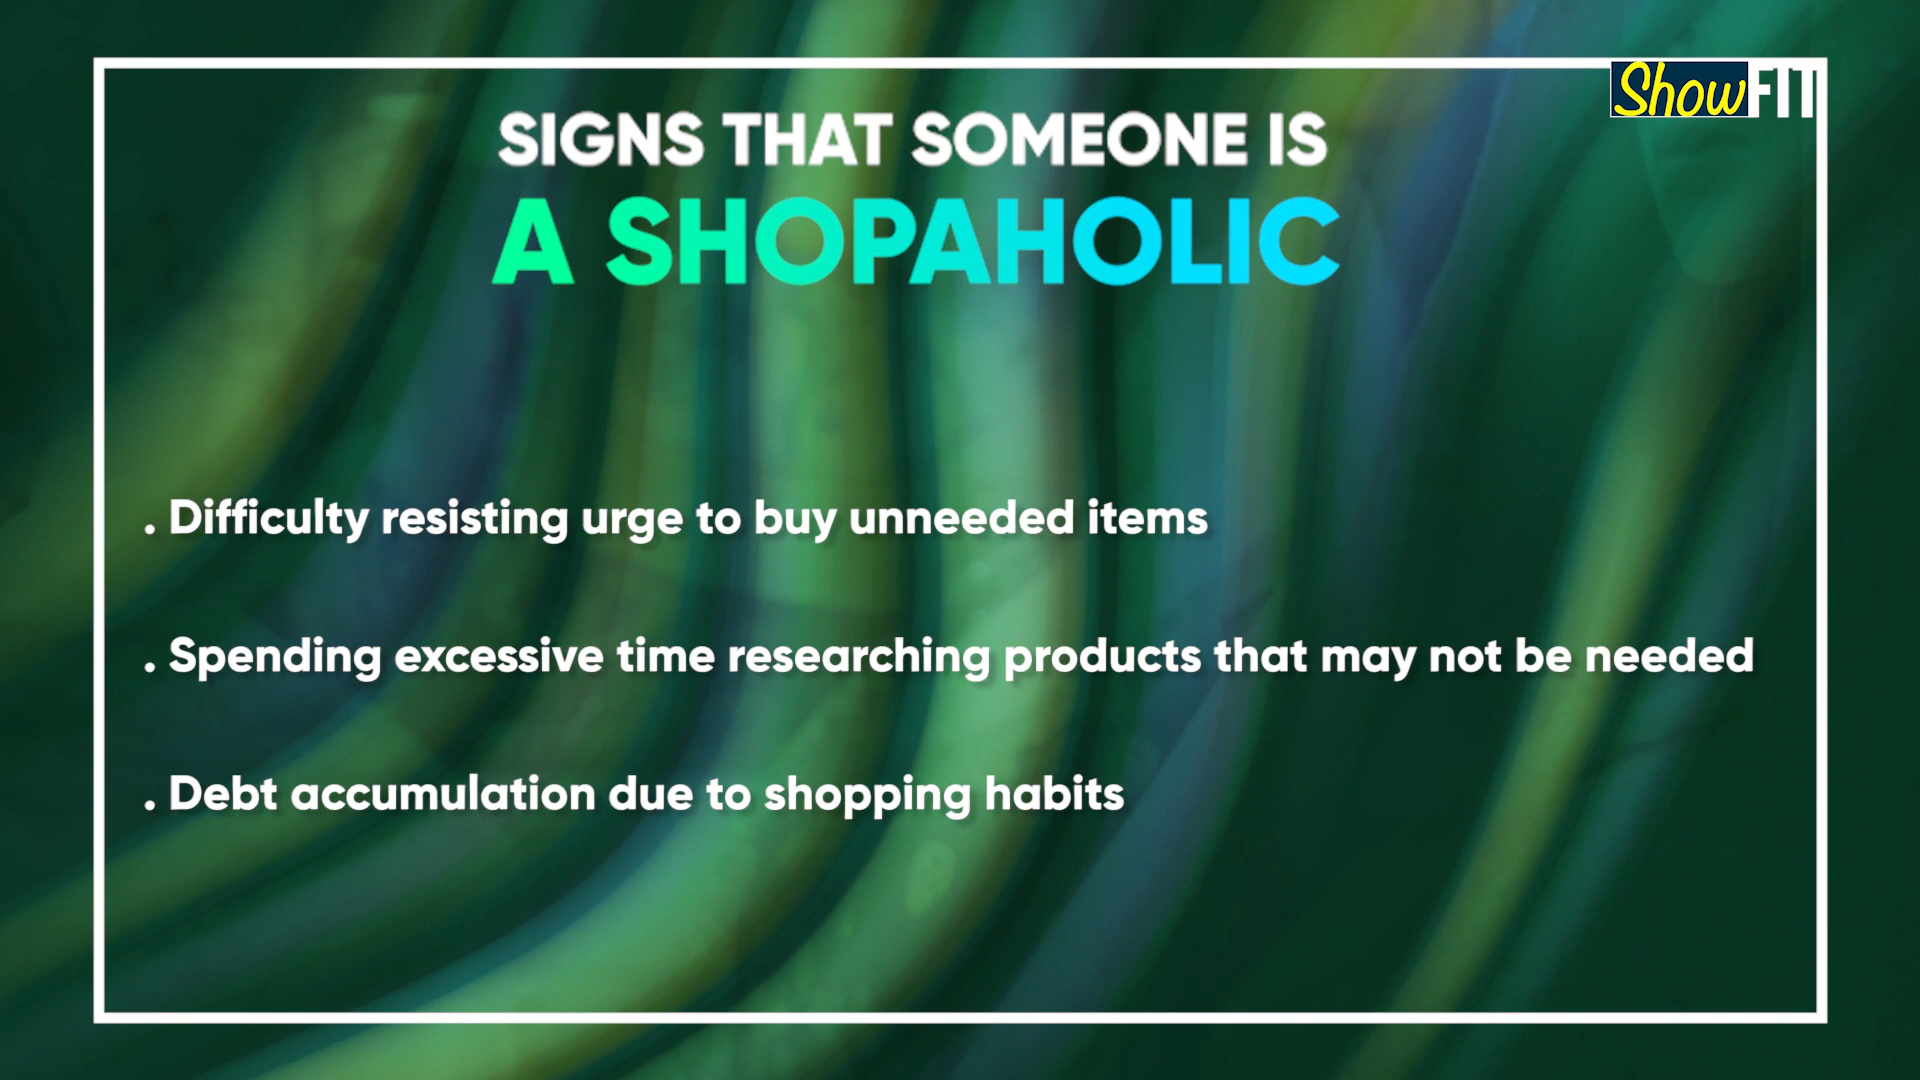 ShowFIT
SIGNS THAT SOMEONE IS
A SHOPAHOLIC
. Difficulty resisting urge to buy unneeded items
. Spending excessive time researching products that may not be needed
. Debt accumulation due to shopping habits